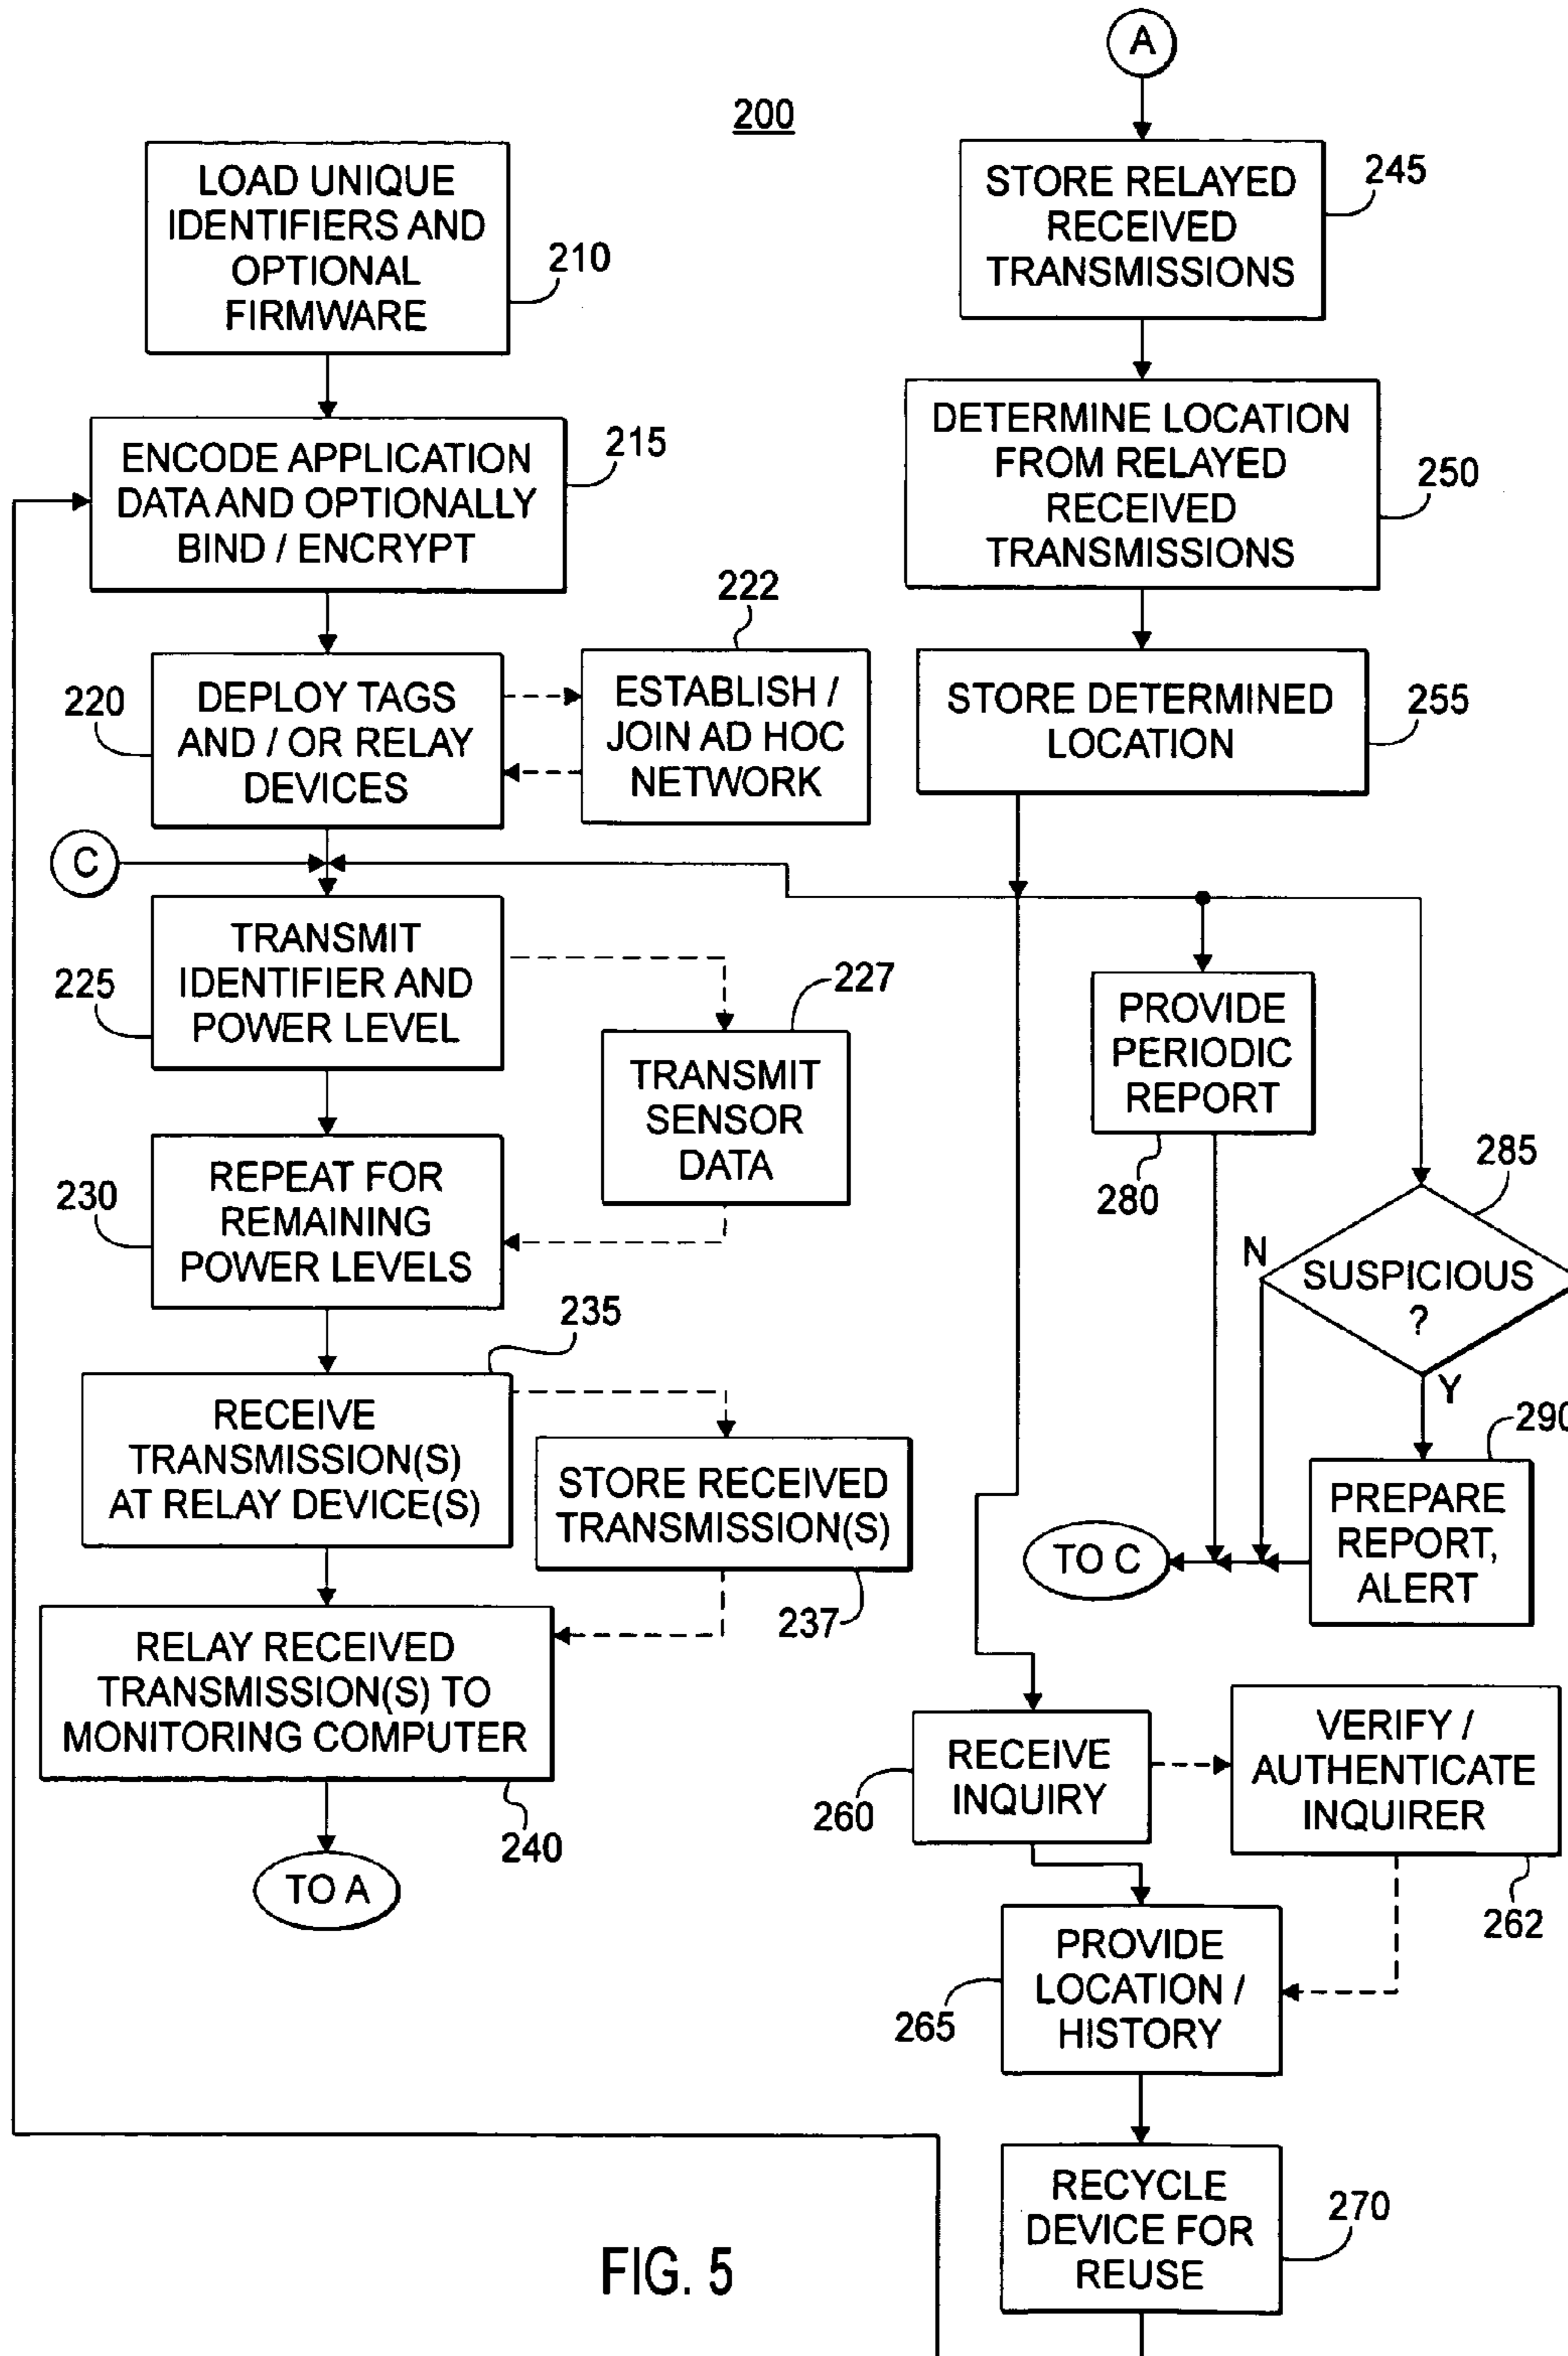 200
LOAD UNIQUE
IDENTIFIERS AND
OPTIONAL
FIRMWARE
210
ENCODE APPLICATION
DATA AND OPTIONALLY
BIND / ENCRYPT
215
DEPLOY TAGS
AND / OR RELAY
DEVICES
220
222
ESTABLISH /
JOIN AD HOC
NETWORK
C
TRANSMIT
IDENTIFIER AND
POWER LEVEL
225
227
TRANSMIT
SENSOR
DATA
REPEAT FOR
REMAINING
POWER LEVELS
230
235
RECEIVE
TRANSMISSION(S)
AT RELAY DEVICE(S)
STORE RECEIVED
TRANSMISSION(S)
237
RELAY RECEIVED
TRANSMISSION(S) TO
MONITORING COMPUTER
240
TO A
A
STORE RELAYED
RECEIVED
TRANSMISSIONS
245
DETERMINE LOCATION
FROM RELAYED
RECEIVED
TRANSMISSIONS
250
STORE DETERMINED
LOCATION
255
PROVIDE
PERIODIC
REPORT
280
285
SUSPICIOUS
?
N
Y
290
PREPARE
REPORT,
ALERT
TO C
RECEIVE
INQUIRY
260
VERIFY /
AUTHENTICATE
INQUIRER
262
PROVIDE
LOCATION /
HISTORY
265
RECYCLE
DEVICE FOR
REUSE
270
FIG. 5